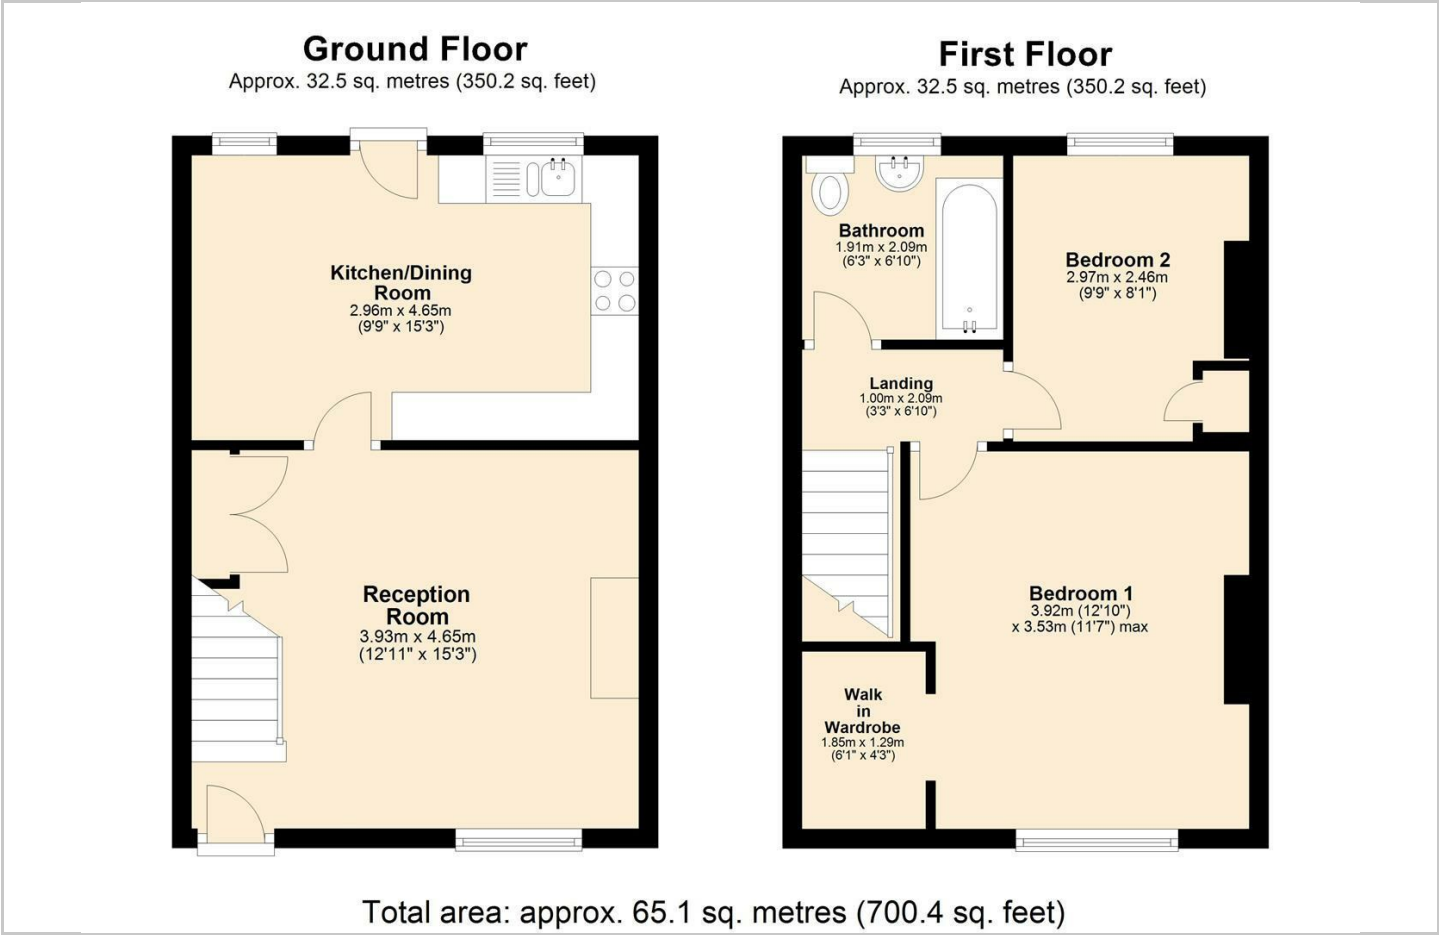 Ground Floor
Approx. 32.5 sq. metres (350.2 sq. feet)
Kitchen/Dining
Room
2.96m x 4.65m
(9'9" x 15'3")
Reception
Room
3.93m x 4.65m
(12'11" x 15'3")
First Floor
Approx. 32.5 sq. metres (350.2 sq. feet)
Bathroom
1.91m x 2.09m
(6'3" x 6'10")
Bedroom 2
2.97m x 2.46m
(9'9" x 8'1")
Landing
1.00m x 2.09m
(3'3" x 6'10")
Bedroom 1
3.92m (12'10")
x 3.53m (11'7") max
Walk
in
Wardrobe
1.85m x 1.29m
(6'1" x 4'3")
Total area: approx. 65.1 sq. metres (700.4 sq. feet)